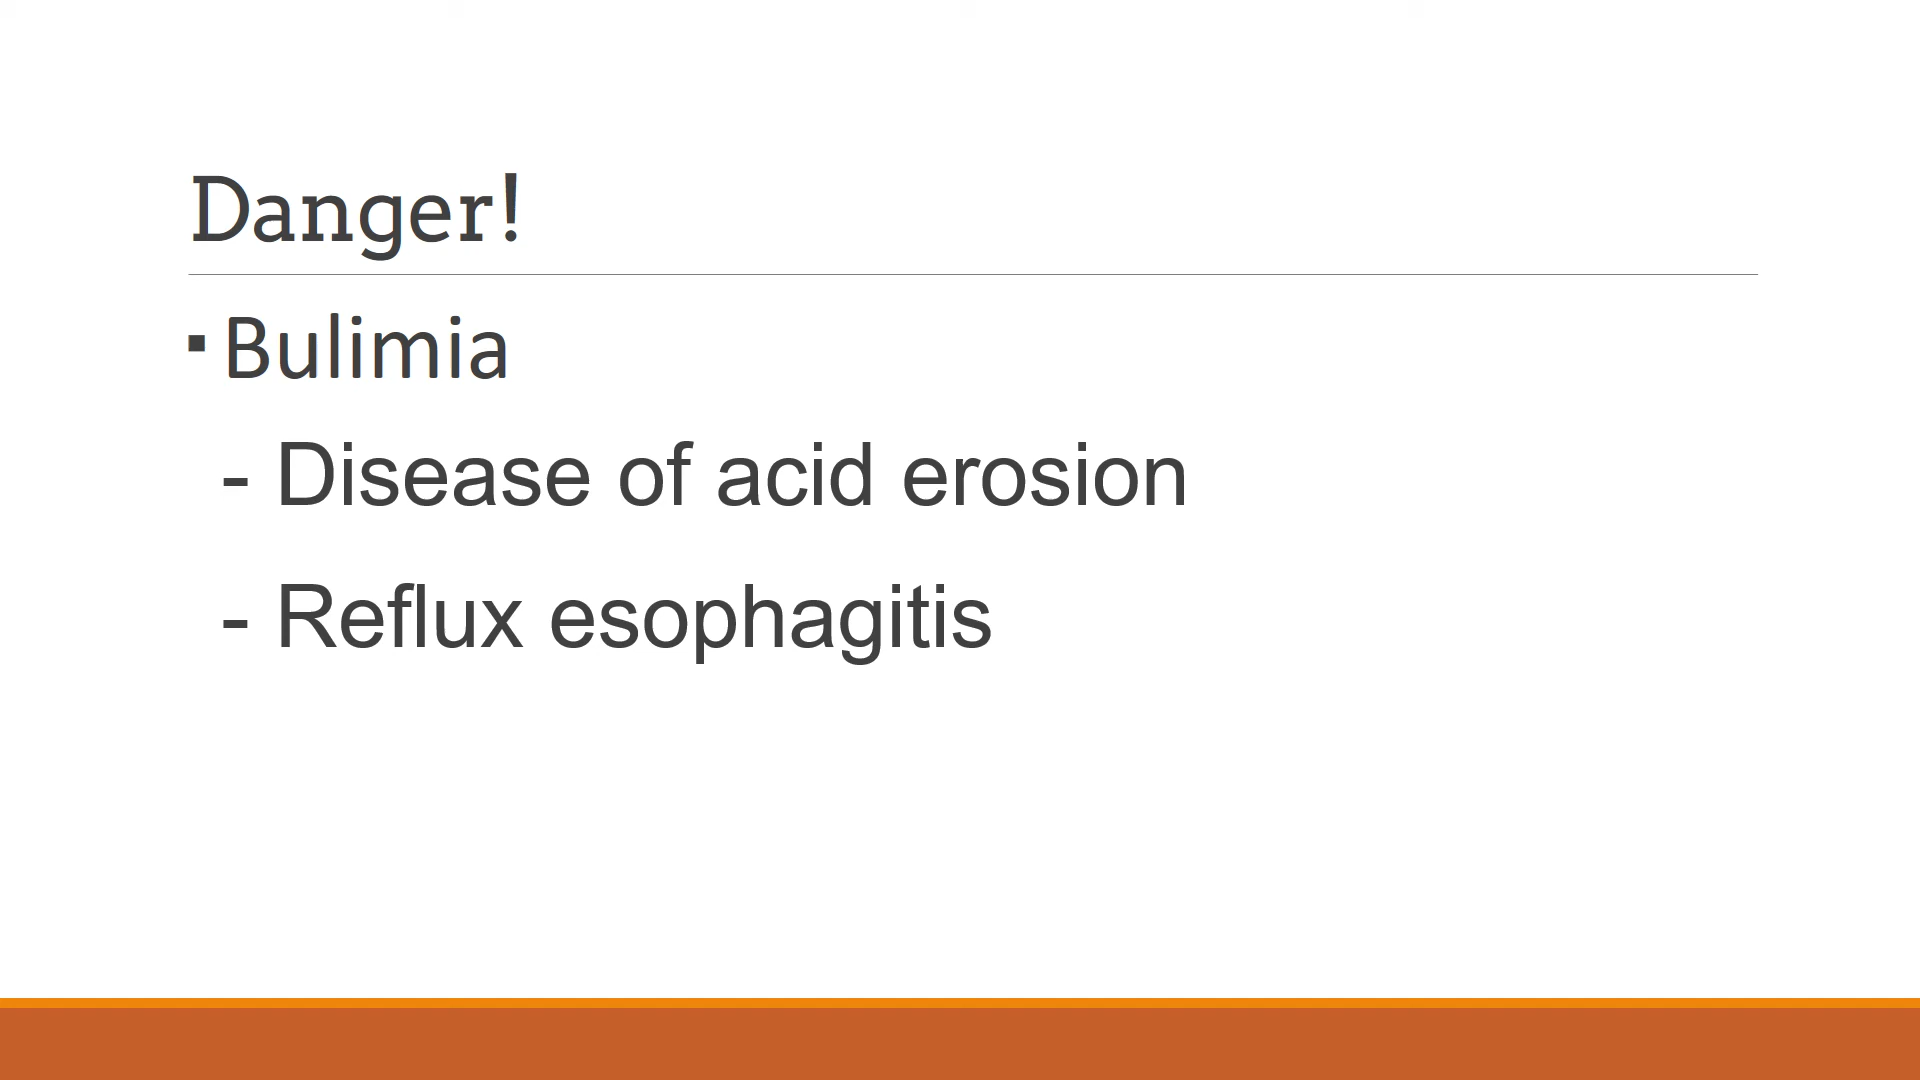 Danger!
▪ Bulimia
- Disease of acid erosion
- Reflux esophagitis